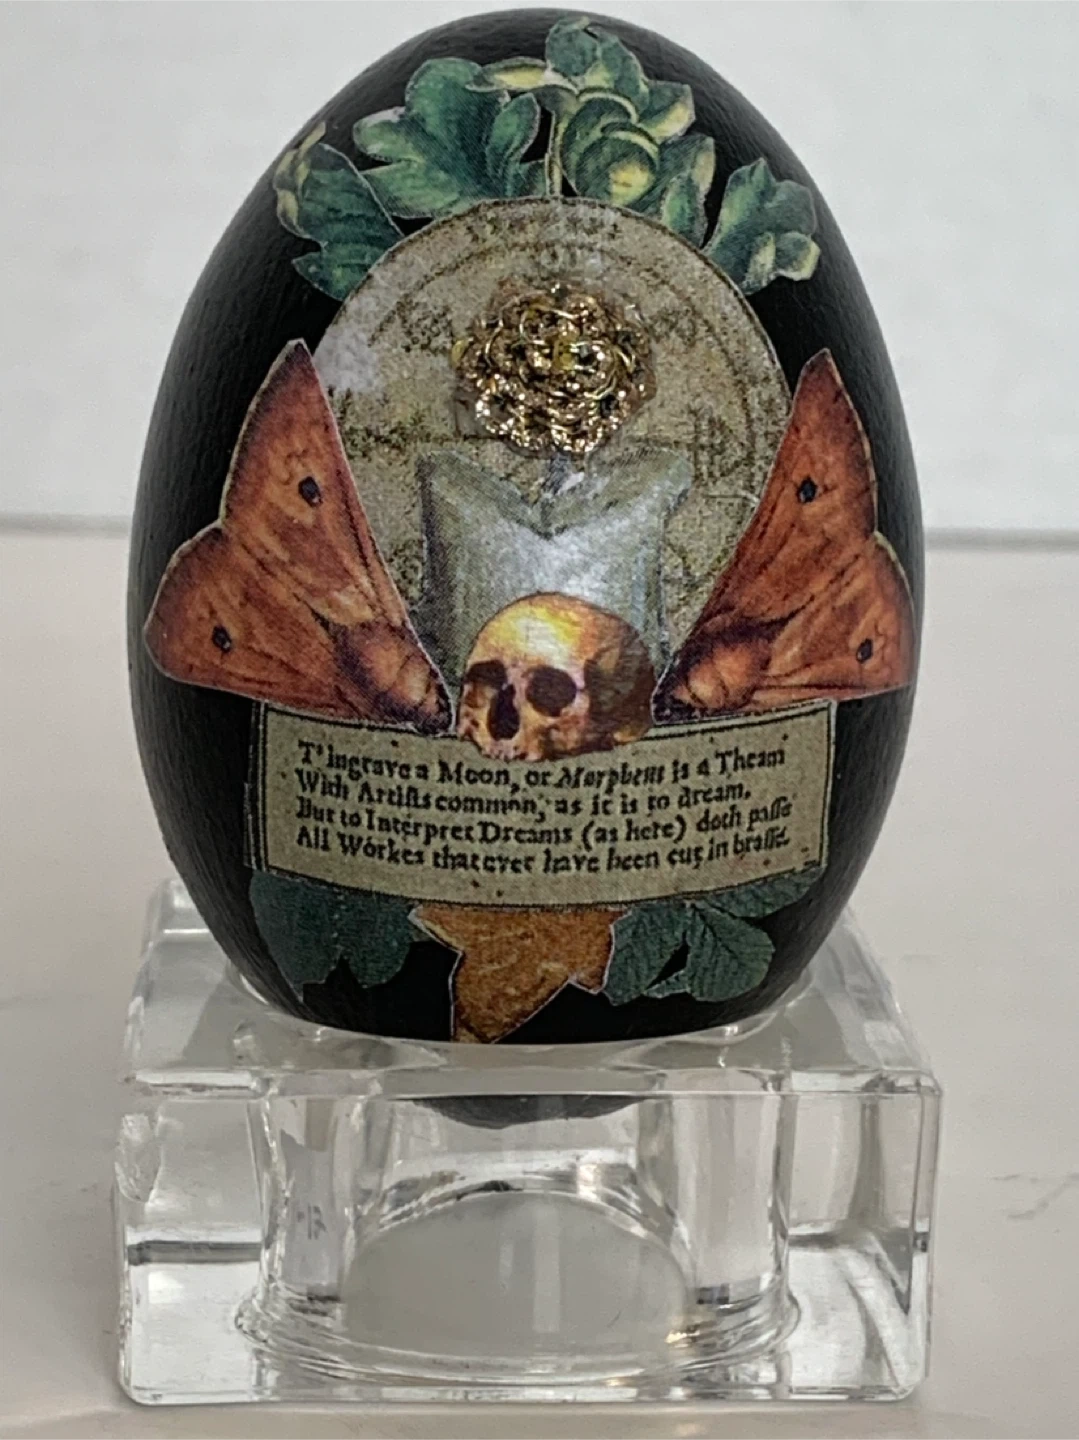 T' ingrave a Moon, or Morpheus is a Theam
With Artists common, as it is to dream.
But to Interpret Dreams (as here) doth passe
All Workes that ever have been cut in brasse.